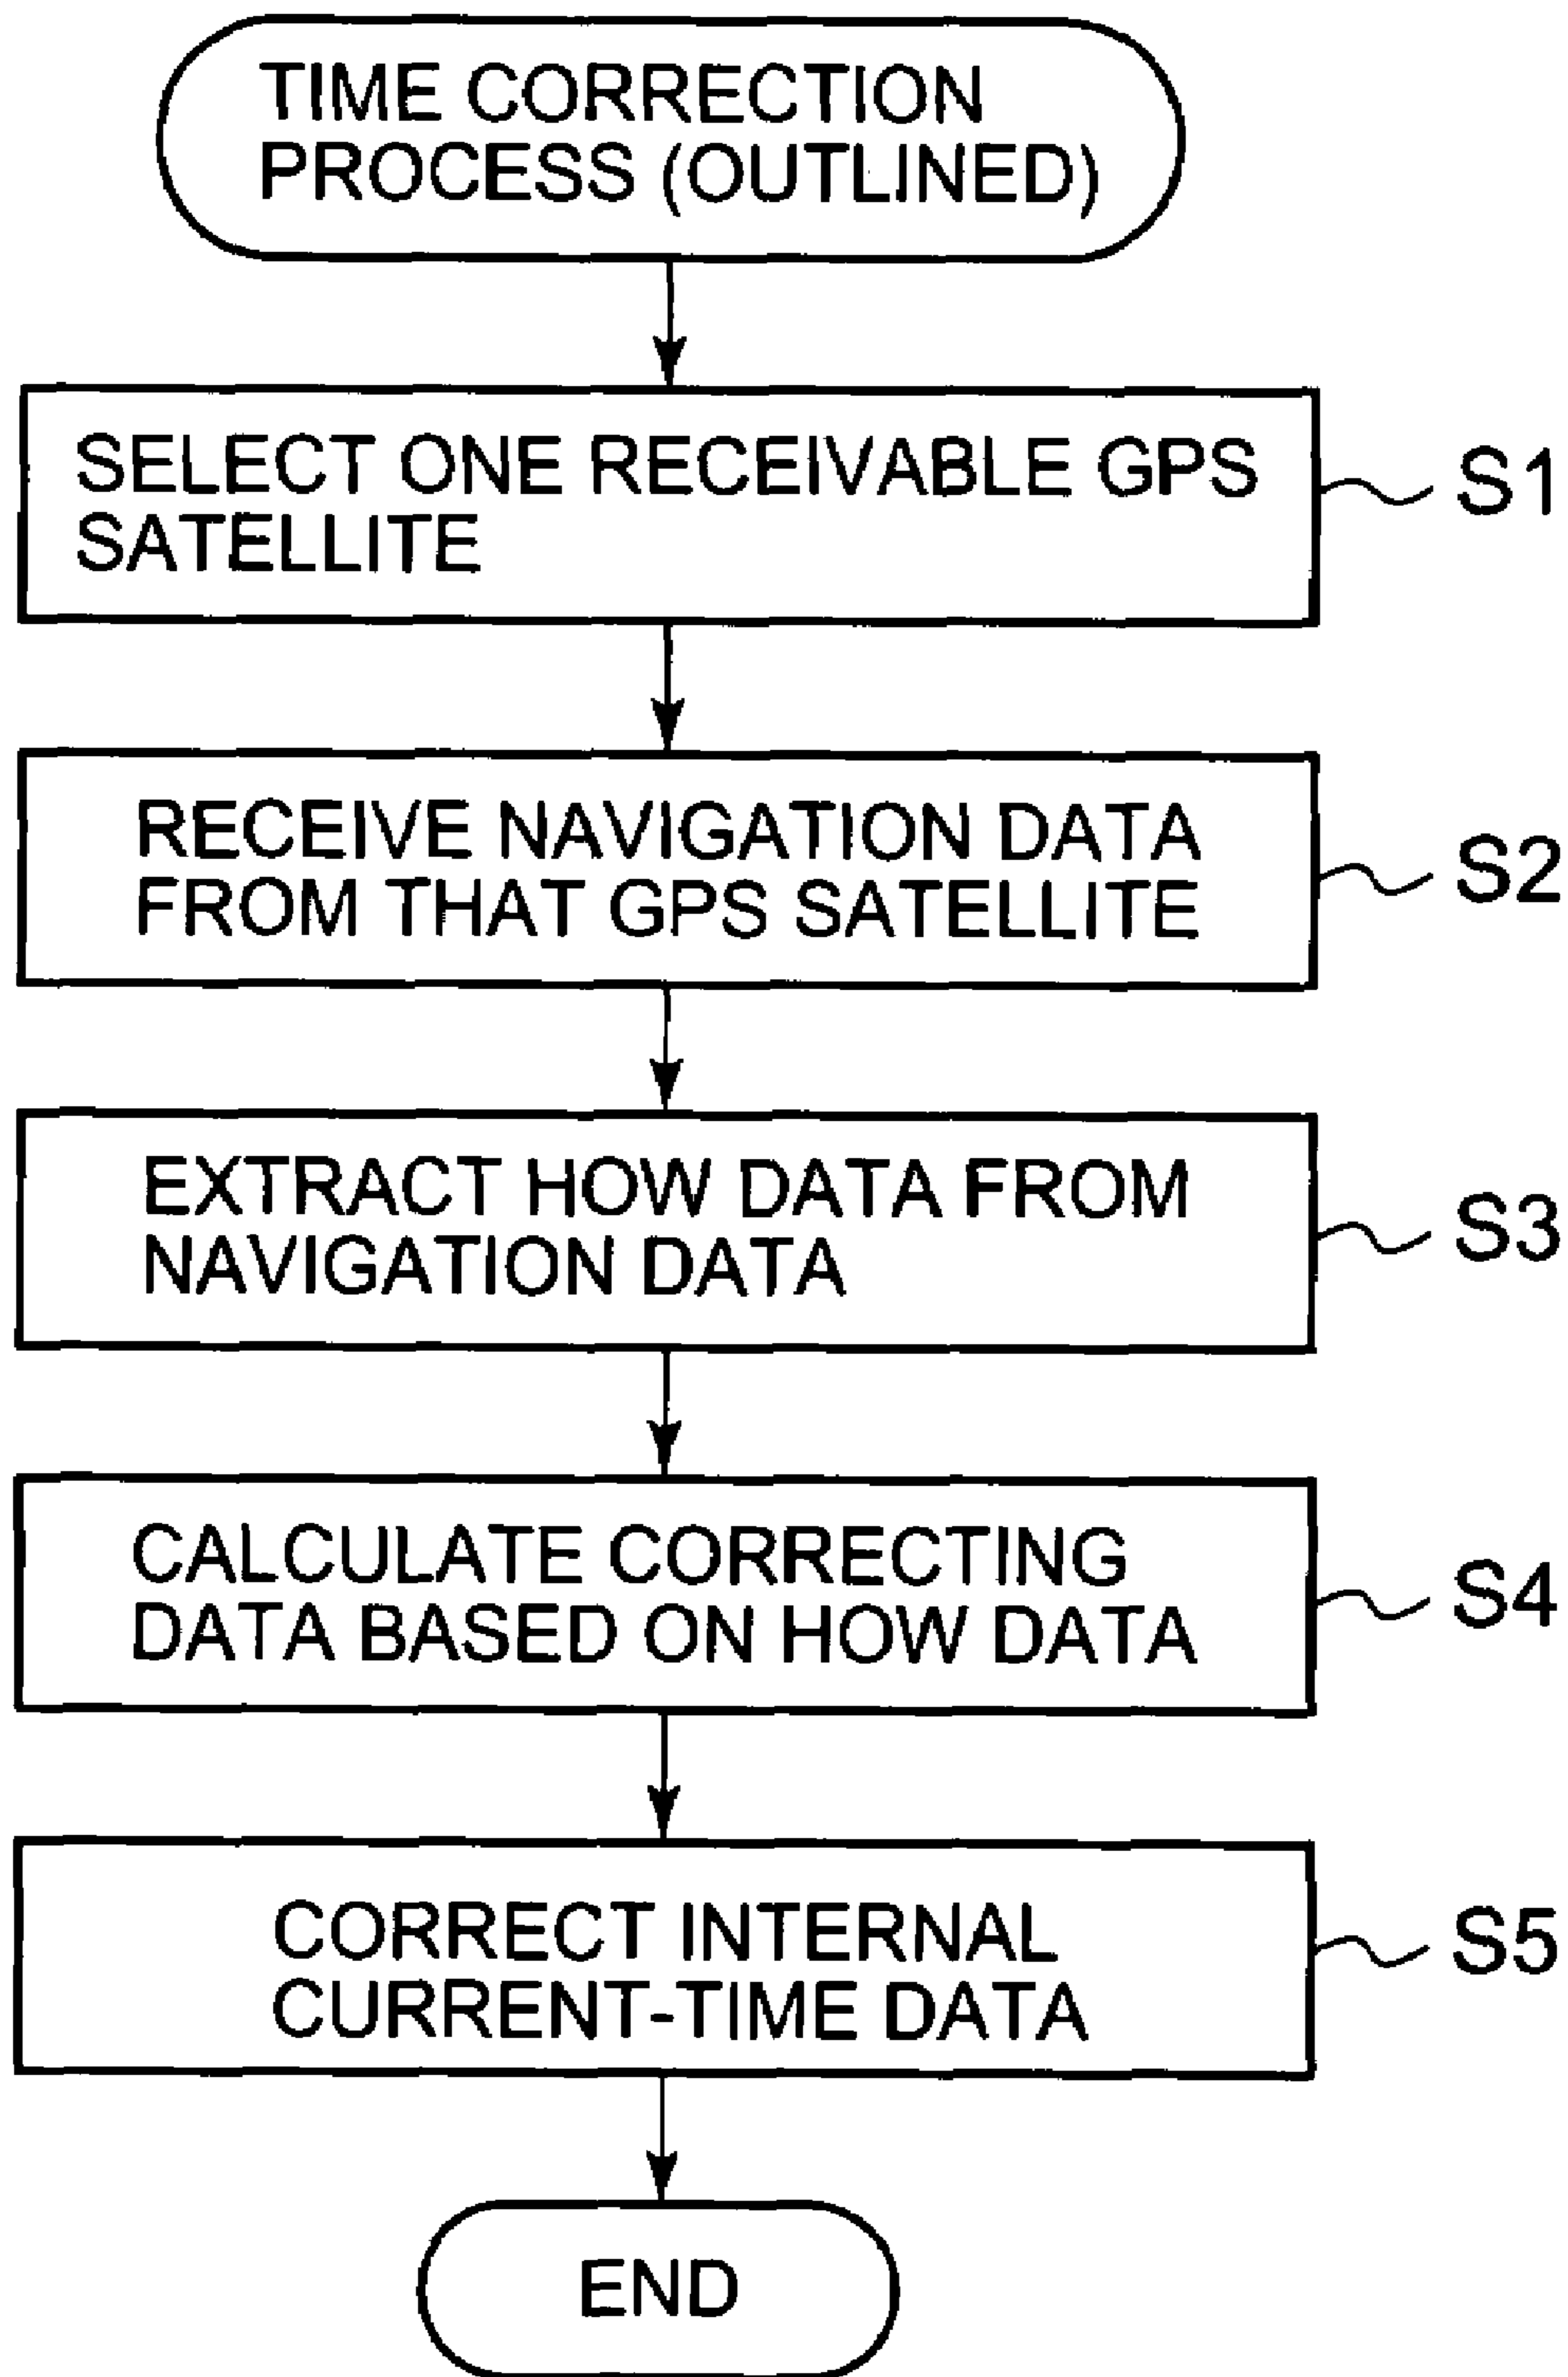 TIME CORRECTION
PROCESS (OUTLINED)
SELECT ONE RECEIVABLE GPS
SATELLITE
S1
RECEIVE NAVIGATION DATA
FROM THAT GPS SATELLITE
S2
EXTRACT HOW DATA FROM
NAVIGATION DATA
S3
CALCULATE CORRECTING
DATA BASED ON HOW DATA
S4
CORRECT INTERNAL
CURRENT-TIME DATA
S5
END